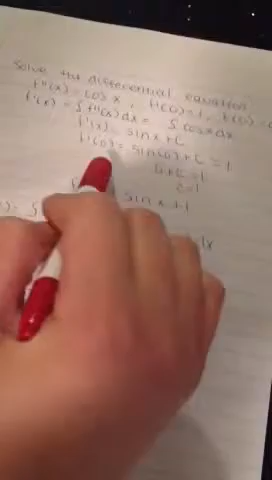 Solve the differential equation
f''(x) = cos x, f'(0) = 1, f(0) =
f'(x) = ∫ f''(x) dx = ∫ cos x dx
f'(x) = sin x + C
f'(0) = sin(0) + C = 1
0 + C = 1
C = 1
sin x + 1
= ∫
dx